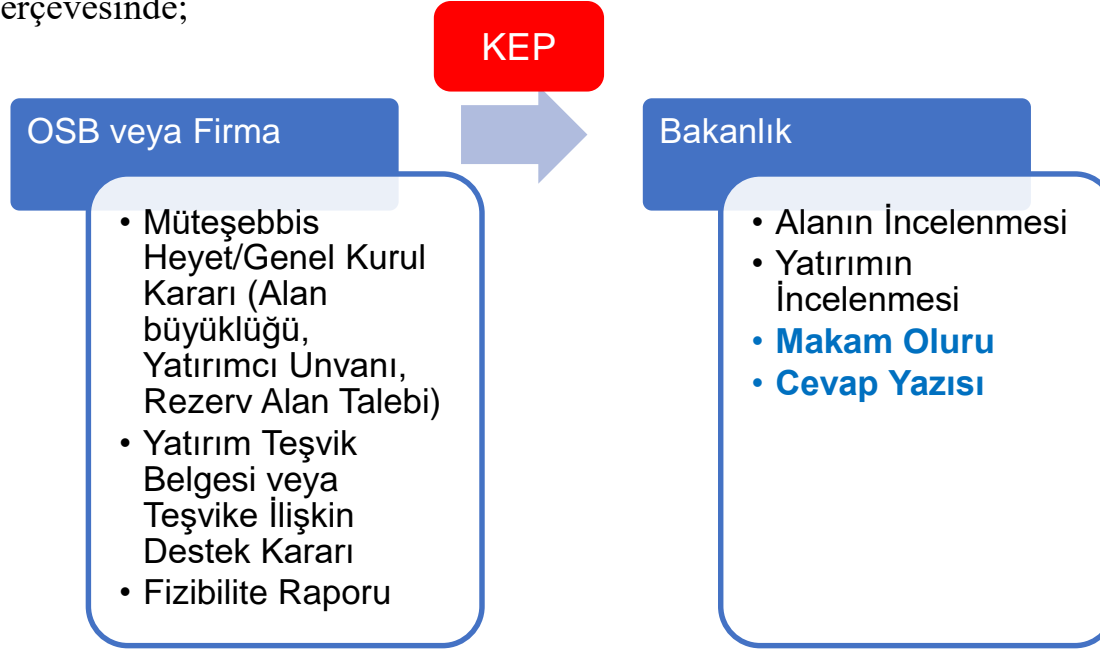 erçevesinde;
KEP
OSB veya Firma
• Müteşebbis
Heyet/Genel Kurul
Kararı (Alan
büyüklüğü,
Yatırımcı Unvanı,
Rezerv Alan Talebi)
• Yatırım Teşvik
Belgesi veya
Teşvike İlişkin
Destek Kararı
• Fizibilite Raporu
Bakanlık
• Alanın İncelenmesi
• Yatırımın
İncelenmesi
• Makam Oluru
• Cevap Yazısı